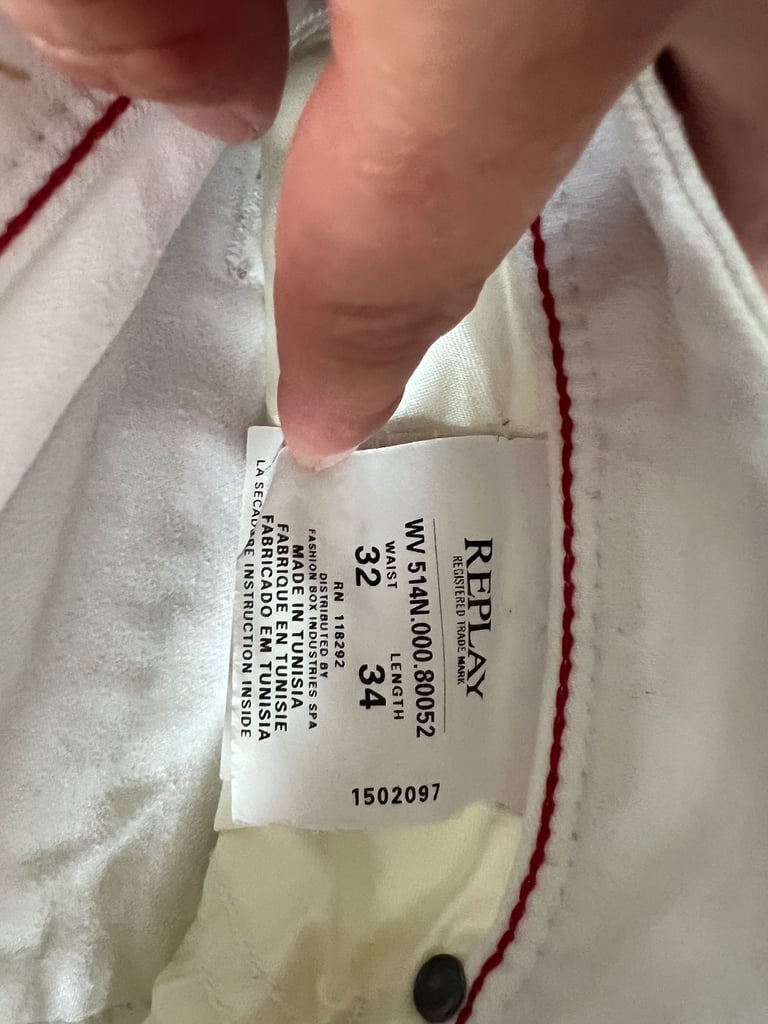 REPLAY
REGISTERED TRADE MARK
WV 514N.000.80052
WAIST LENGTH
32 34
RN 118292
DISTRIBUTED BY
FASHION BOX INDUSTRIES SPA
MADE IN TUNISIA
FABRIQUE EN TUNISIE
FABRICADO EM TUNISIA
LA INSTRUCTION INSIDE
1502097